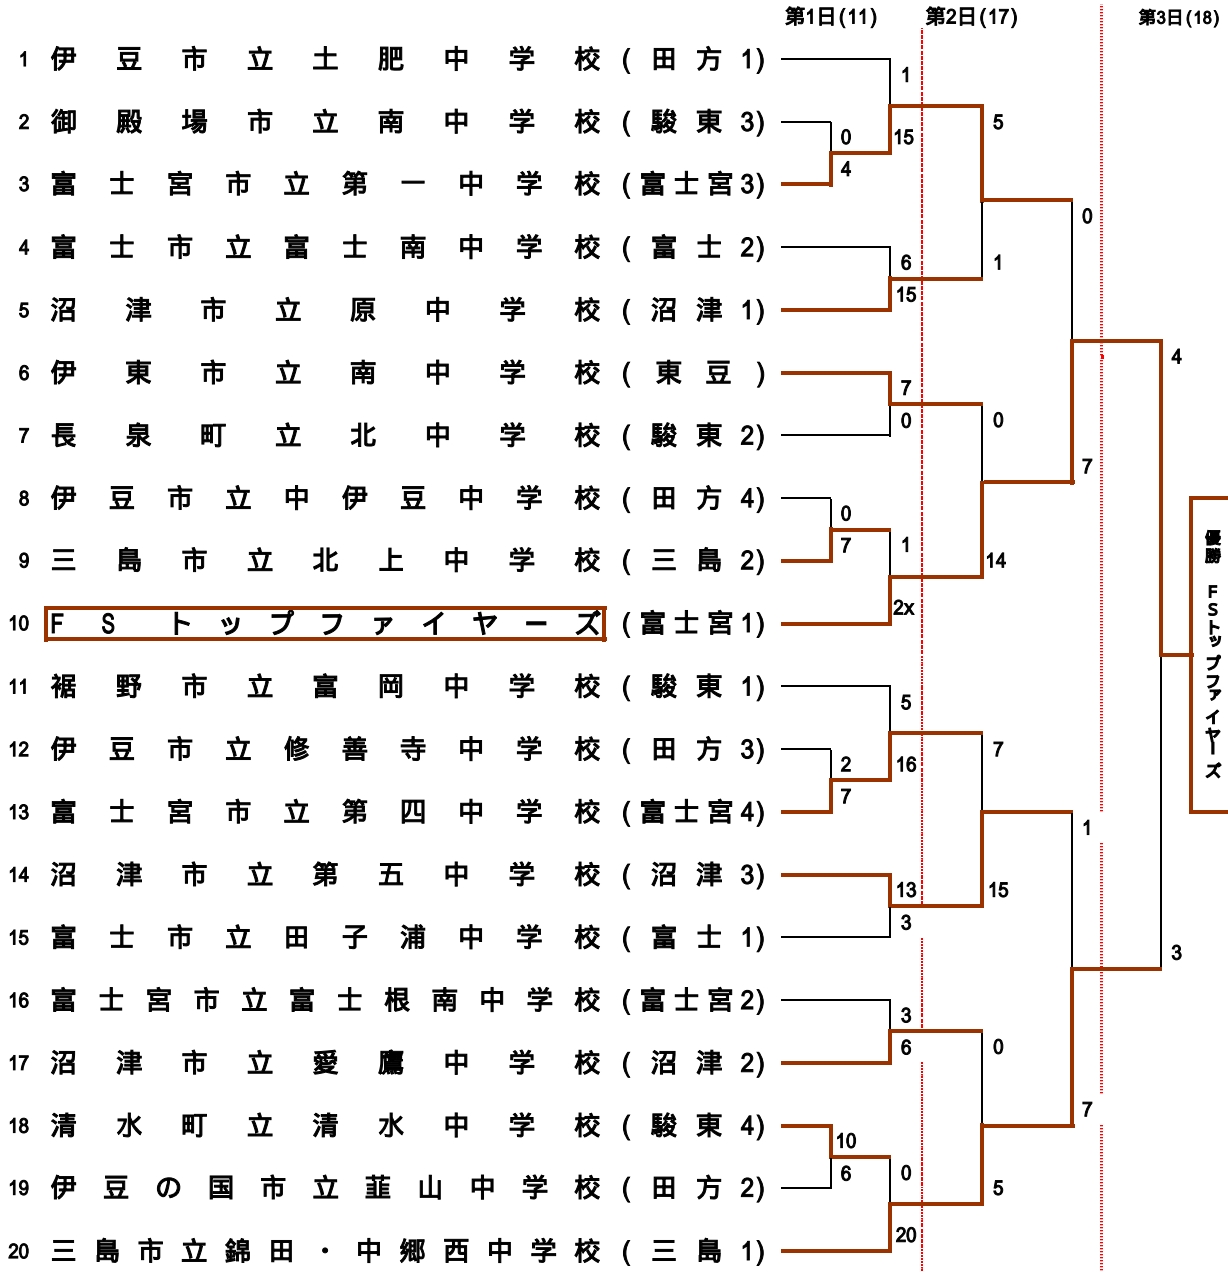 第1日(11) 第2日(17) 第3日(18)
1 伊豆市立土肥中学校 (田方1)
1
2 御殿場市立南中学校 (駿東3)
5
0
15
4
3 富士宮市立第一中学校 (富士宮3)
0
4 富士市立富士南中学校 (富士2)
6
1
15
5 沼津市立原中学校 (沼津1)
4
6 伊東市立南中学校 (東豆)
7
0
0
7 長泉町立北中学校 (駿東2)
7
8 伊豆市立中伊豆中学校 (田方4)
0
7
1
14
9 三島市立北上中学校 (三島2)
2x
10 FSトップファイヤーズ (富士宮1)
優勝 FSトップファイヤーズ
11 裾野市立富岡中学校 (駿東1)
5
12 伊豆市立修善寺中学校 (田方3)
7
2
16
7
13 富士宮市立第四中学校 (富士宮4)
1
14 沼津市立第五中学校 (沼津3)
13
15
3
15 富士市立田子浦中学校 (富士1)
3
16 富士宮市立富士根南中学校 (富士宮2)
3
6
0
17 沼津市立愛鷹中学校 (沼津2)
7
18 清水町立清水中学校 (駿東4)
10
6
0
5
19 伊豆の国市立韮山中学校 (田方2)
20
20 三島市立錦田・中郷西中学校 (三島1)